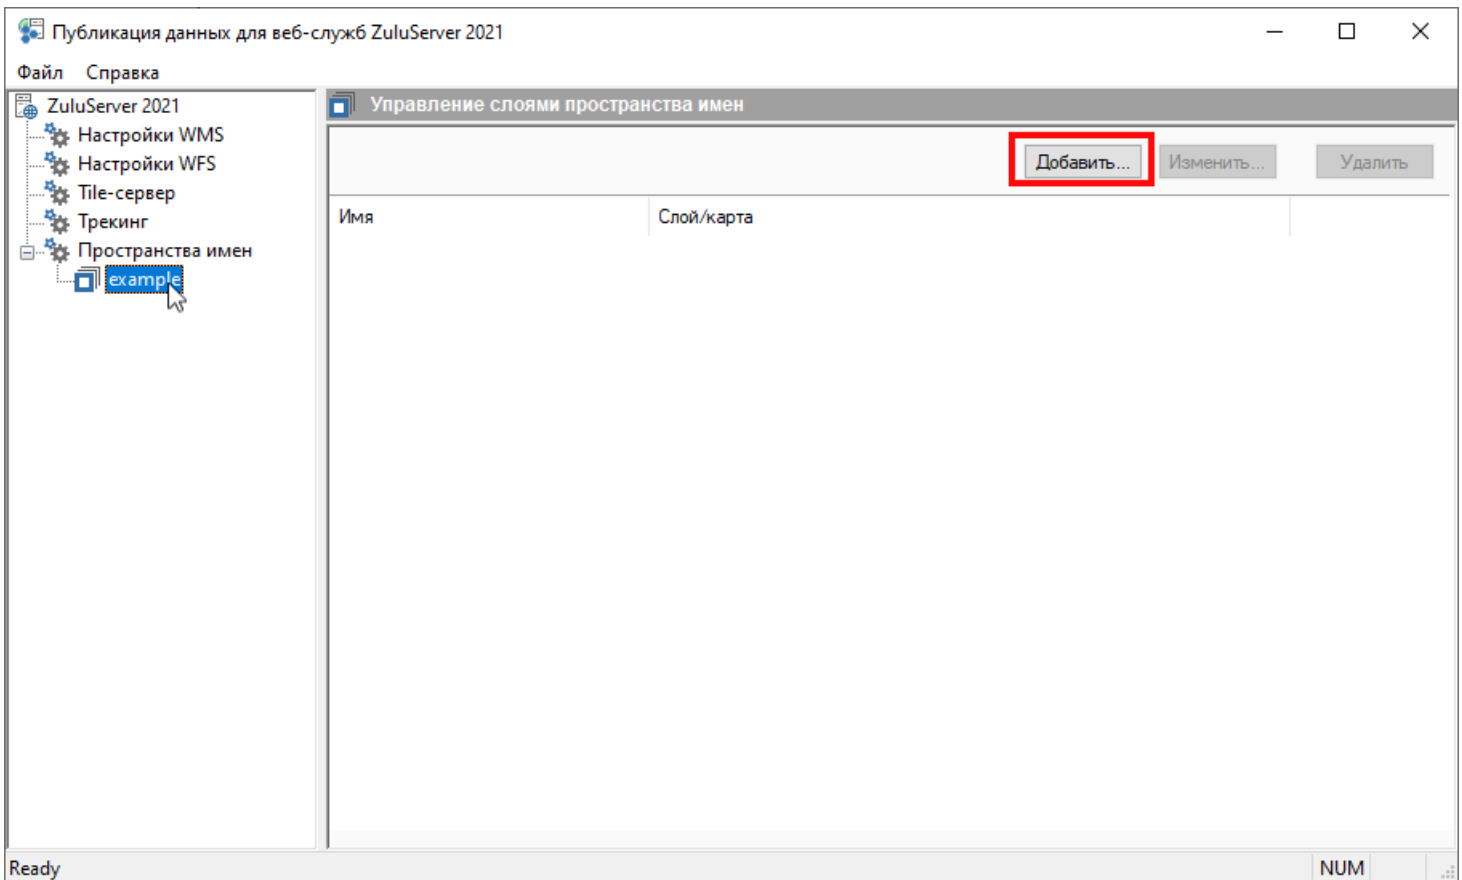 Публикация данных для веб-служб ZuluServer 2021
Файл Справка
ZuluServer 2021
Настройки WMS
Настройки WFS
Tile-сервер
Трекинг
Пространства имен
example
Управление слоями пространства имен
Добавить... Изменить... Удалить
Имя Слой/карта
Ready NUM